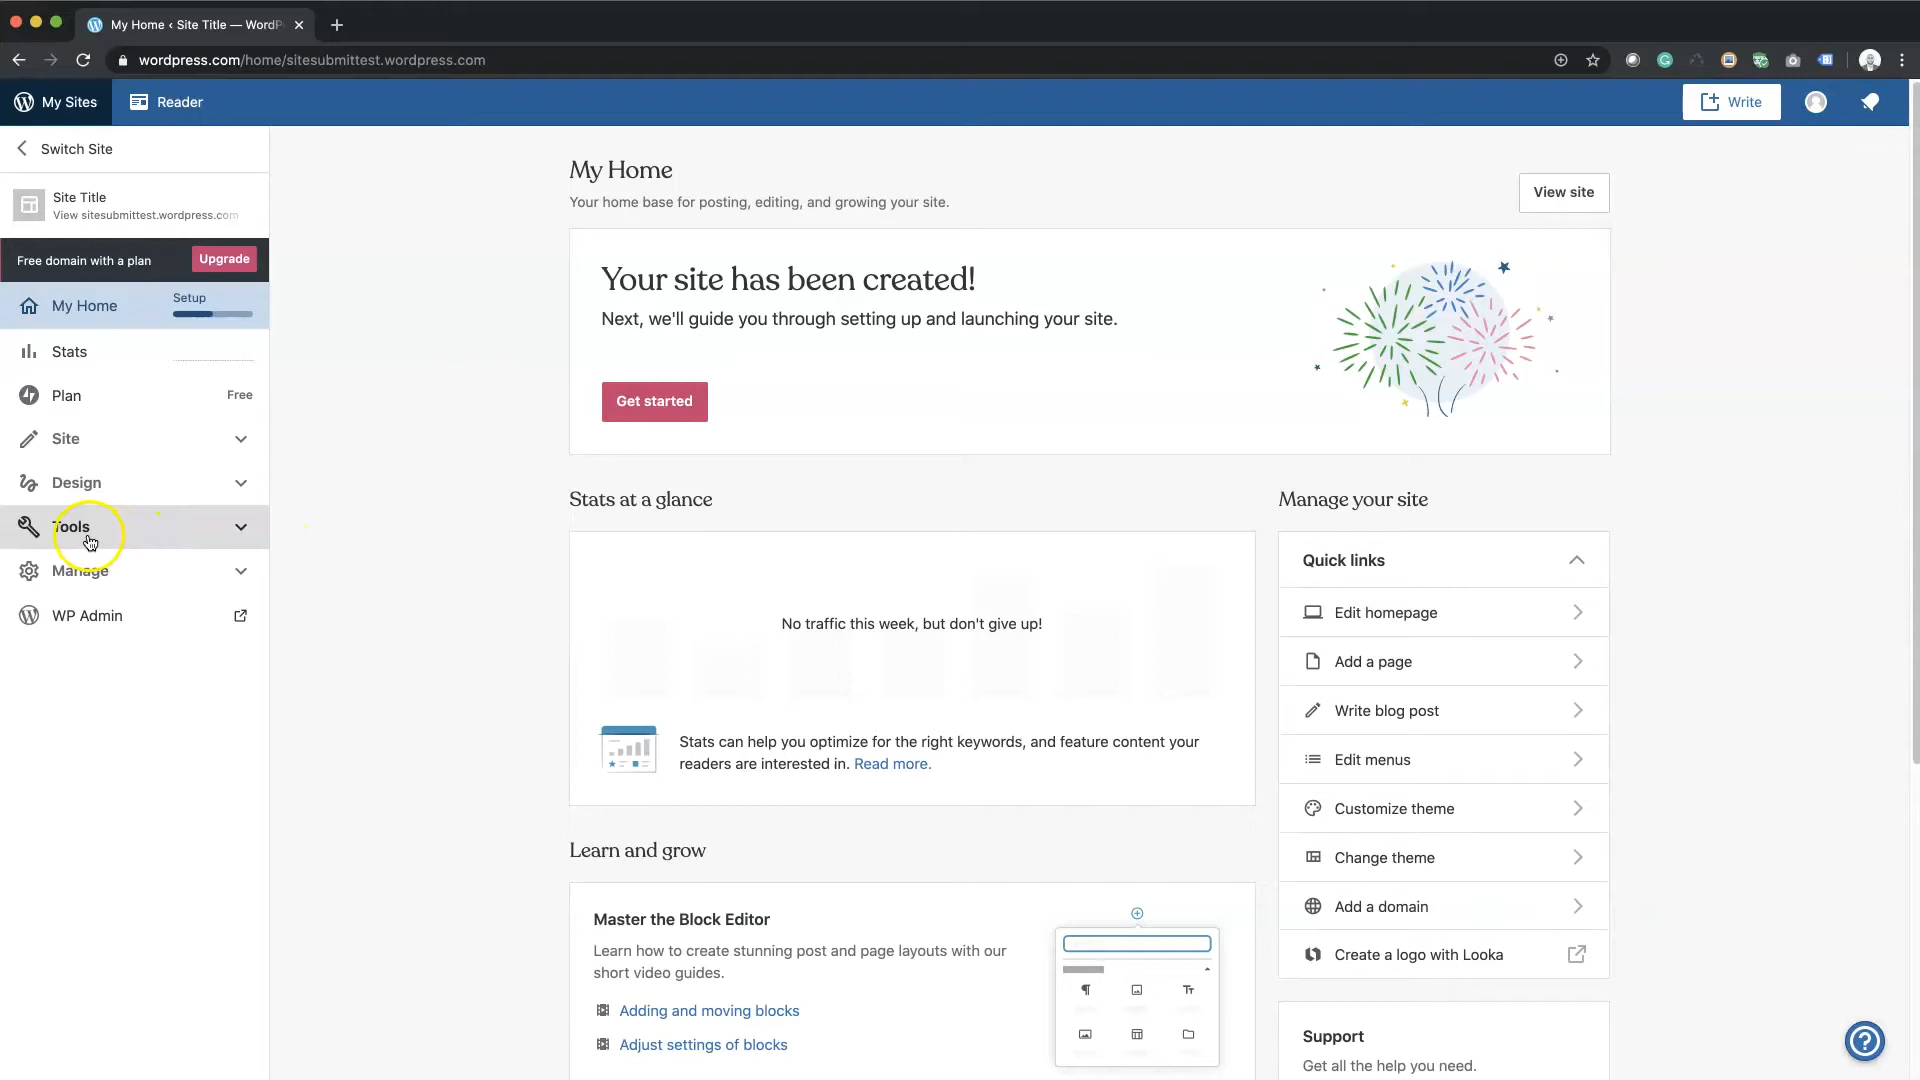 My Home ‹ Site Title — WordP
wordpress.com/home/sitesubmittest.wordpress.com
My Sites
Reader
Write
Switch Site
Site Title
View sitesubmittest.wordpress.com
Free domain with a plan
Upgrade
My Home
Setup
Stats
Plan
Free
Site
Design
Tools
Manage
WP Admin
My Home
Your home base for posting, editing, and growing your site.
View site
Your site has been created!
Next, we'll guide you through setting up and launching your site.
Get started
Stats at a glance
No traffic this week, but don't give up!
Stats can help you optimize for the right keywords, and feature content your
readers are interested in. Read more.
Learn and grow
Master the Block Editor
Learn how to create stunning post and page layouts with our
short video guides.
Adding and moving blocks
Adjust settings of blocks
Manage your site
Quick links
Edit homepage
Add a page
Write blog post
Edit menus
Customize theme
Change theme
Add a domain
Create a logo with Looka
Support
Get all the help you need.